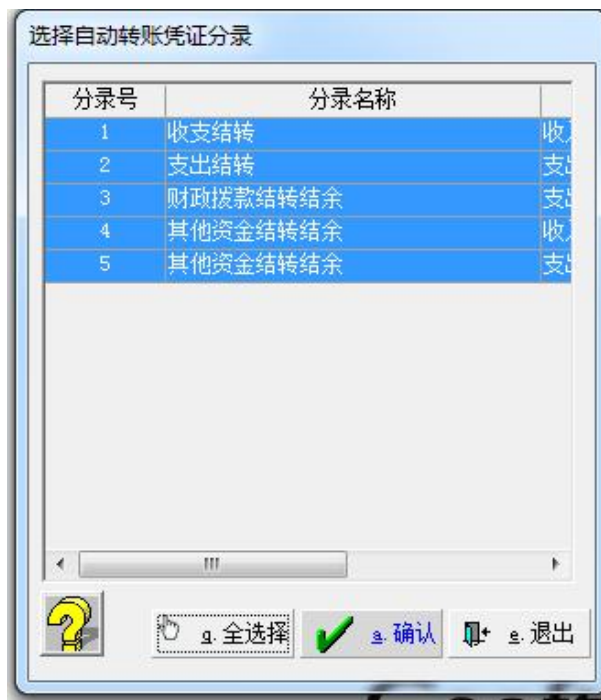 选择自动转账凭证分录
分录号 分录名称
1 收支结转
2 支出结转 支出
3 财政拨款结转结余 支出
4 其他资金结转结余
5 其他资金结转结余 支出
q.全选择 a.确认 e.退出